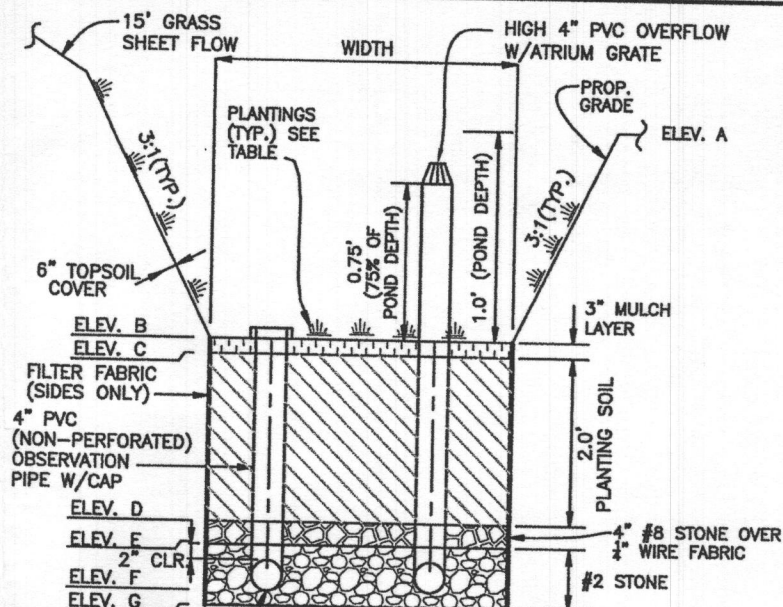 15' GRASS
SHEET FLOW
WIDTH
HIGH 4" PVC OVERFLOW
W/ATRIUM GRATE
PLANTINGS
(TYP.) SEE
TABLE
PROP.
GRADE
ELEV. A
3:1(TYP.)
0.75'
(75% OF
POND DEPTH)
1.0' (POND DEPTH)
3:1(TYP.)
6" TOPSOIL
COVER
3" MULCH
LAYER
ELEV. B
ELEV. C
FILTER FABRIC
(SIDES ONLY)
4" PVC
(NON-PERFORATED)
OBSERVATION
PIPE W/CAP
2.0'
PLANTING SOIL
ELEV. D
ELEV. E
2" CLR.
4" #8 STONE OVER
¼" WIRE FABRIC
ELEV. F
#2 STONE
ELEV. G